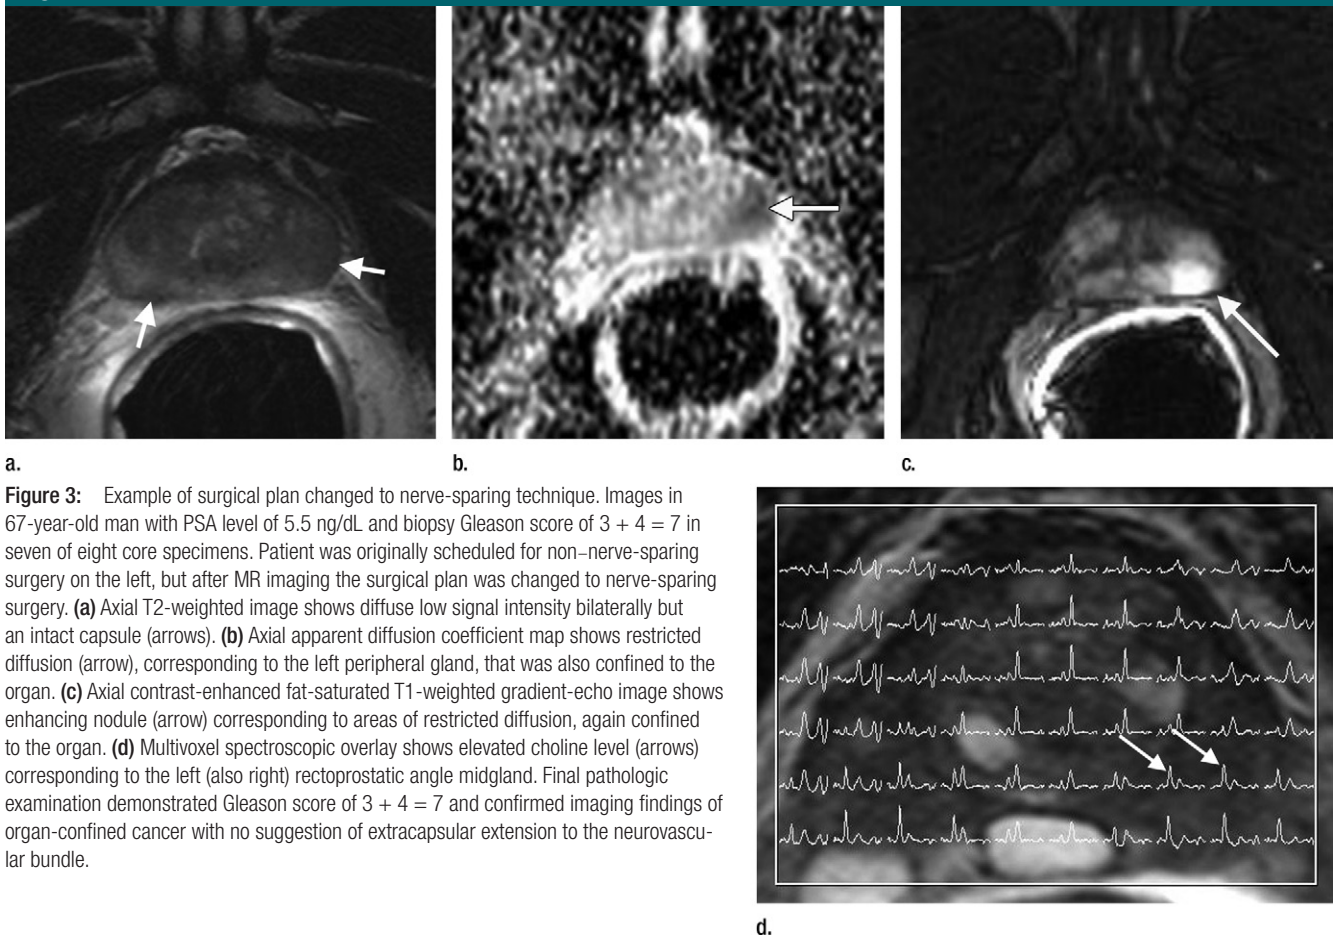 a.
b.
c.
Figure 3: Example of surgical plan changed to nerve-sparing technique. Images in
67-year-old man with PSA level of 5.5 ng/dL and biopsy Gleason score of 3 + 4 = 7 in
seven of eight core specimens. Patient was originally scheduled for non–nerve-sparing
surgery on the left, but after MR imaging the surgical plan was changed to nerve-sparing
surgery. (a) Axial T2-weighted image shows diffuse low signal intensity bilaterally but
an intact capsule (arrows). (b) Axial apparent diffusion coefficient map shows restricted
diffusion (arrow), corresponding to the left peripheral gland, that was also confined to the
organ. (c) Axial contrast-enhanced fat-saturated T1-weighted gradient-echo image shows
enhancing nodule (arrow) corresponding to areas of restricted diffusion, again confined
to the organ. (d) Multivoxel spectroscopic overlay shows elevated choline level (arrows)
corresponding to the left (also right) rectoprostatic angle midgland. Final pathologic
examination demonstrated Gleason score of 3 + 4 = 7 and confirmed imaging findings of
organ-confined cancer with no suggestion of extracapsular extension to the neurovascu-
lar bundle.
d.